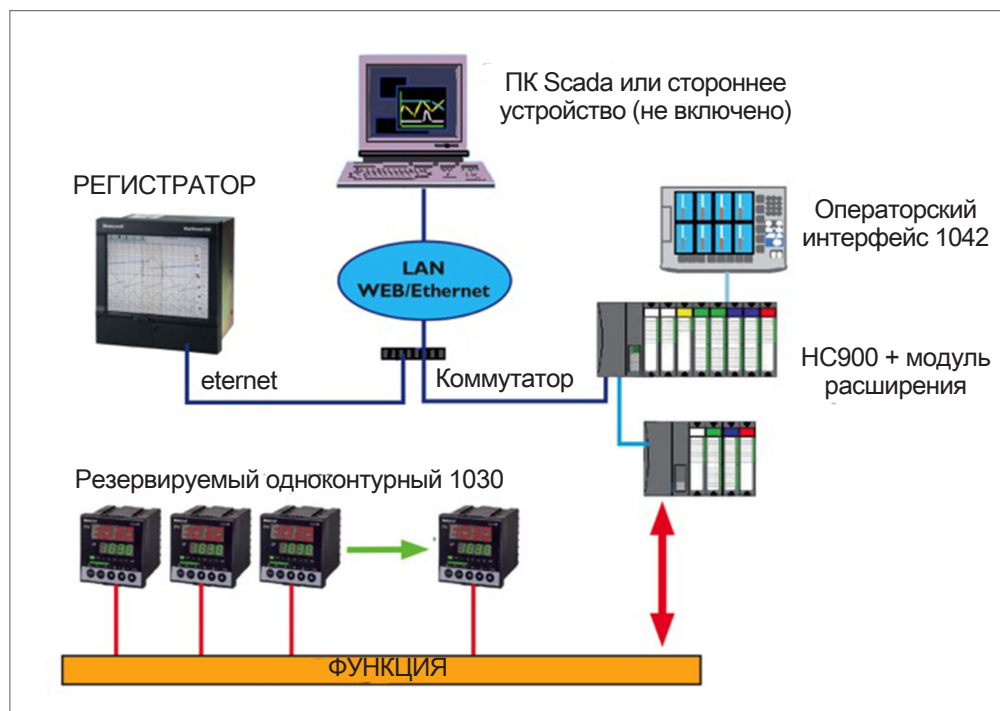 ПК Scada или стороннее
устройство (не включено)
РЕГИСТРАТОР
Honeywell
Операторский
интерфейс 1042
LAN
WEB/Ethernet
HC900 + модуль
расширения
eternet
Коммутатор
Резервируемый одноконтурный 1030
ФУНКЦИЯ